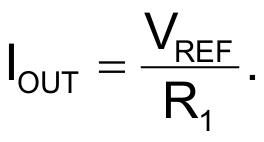 I_OUT = V_REF / R_1 .